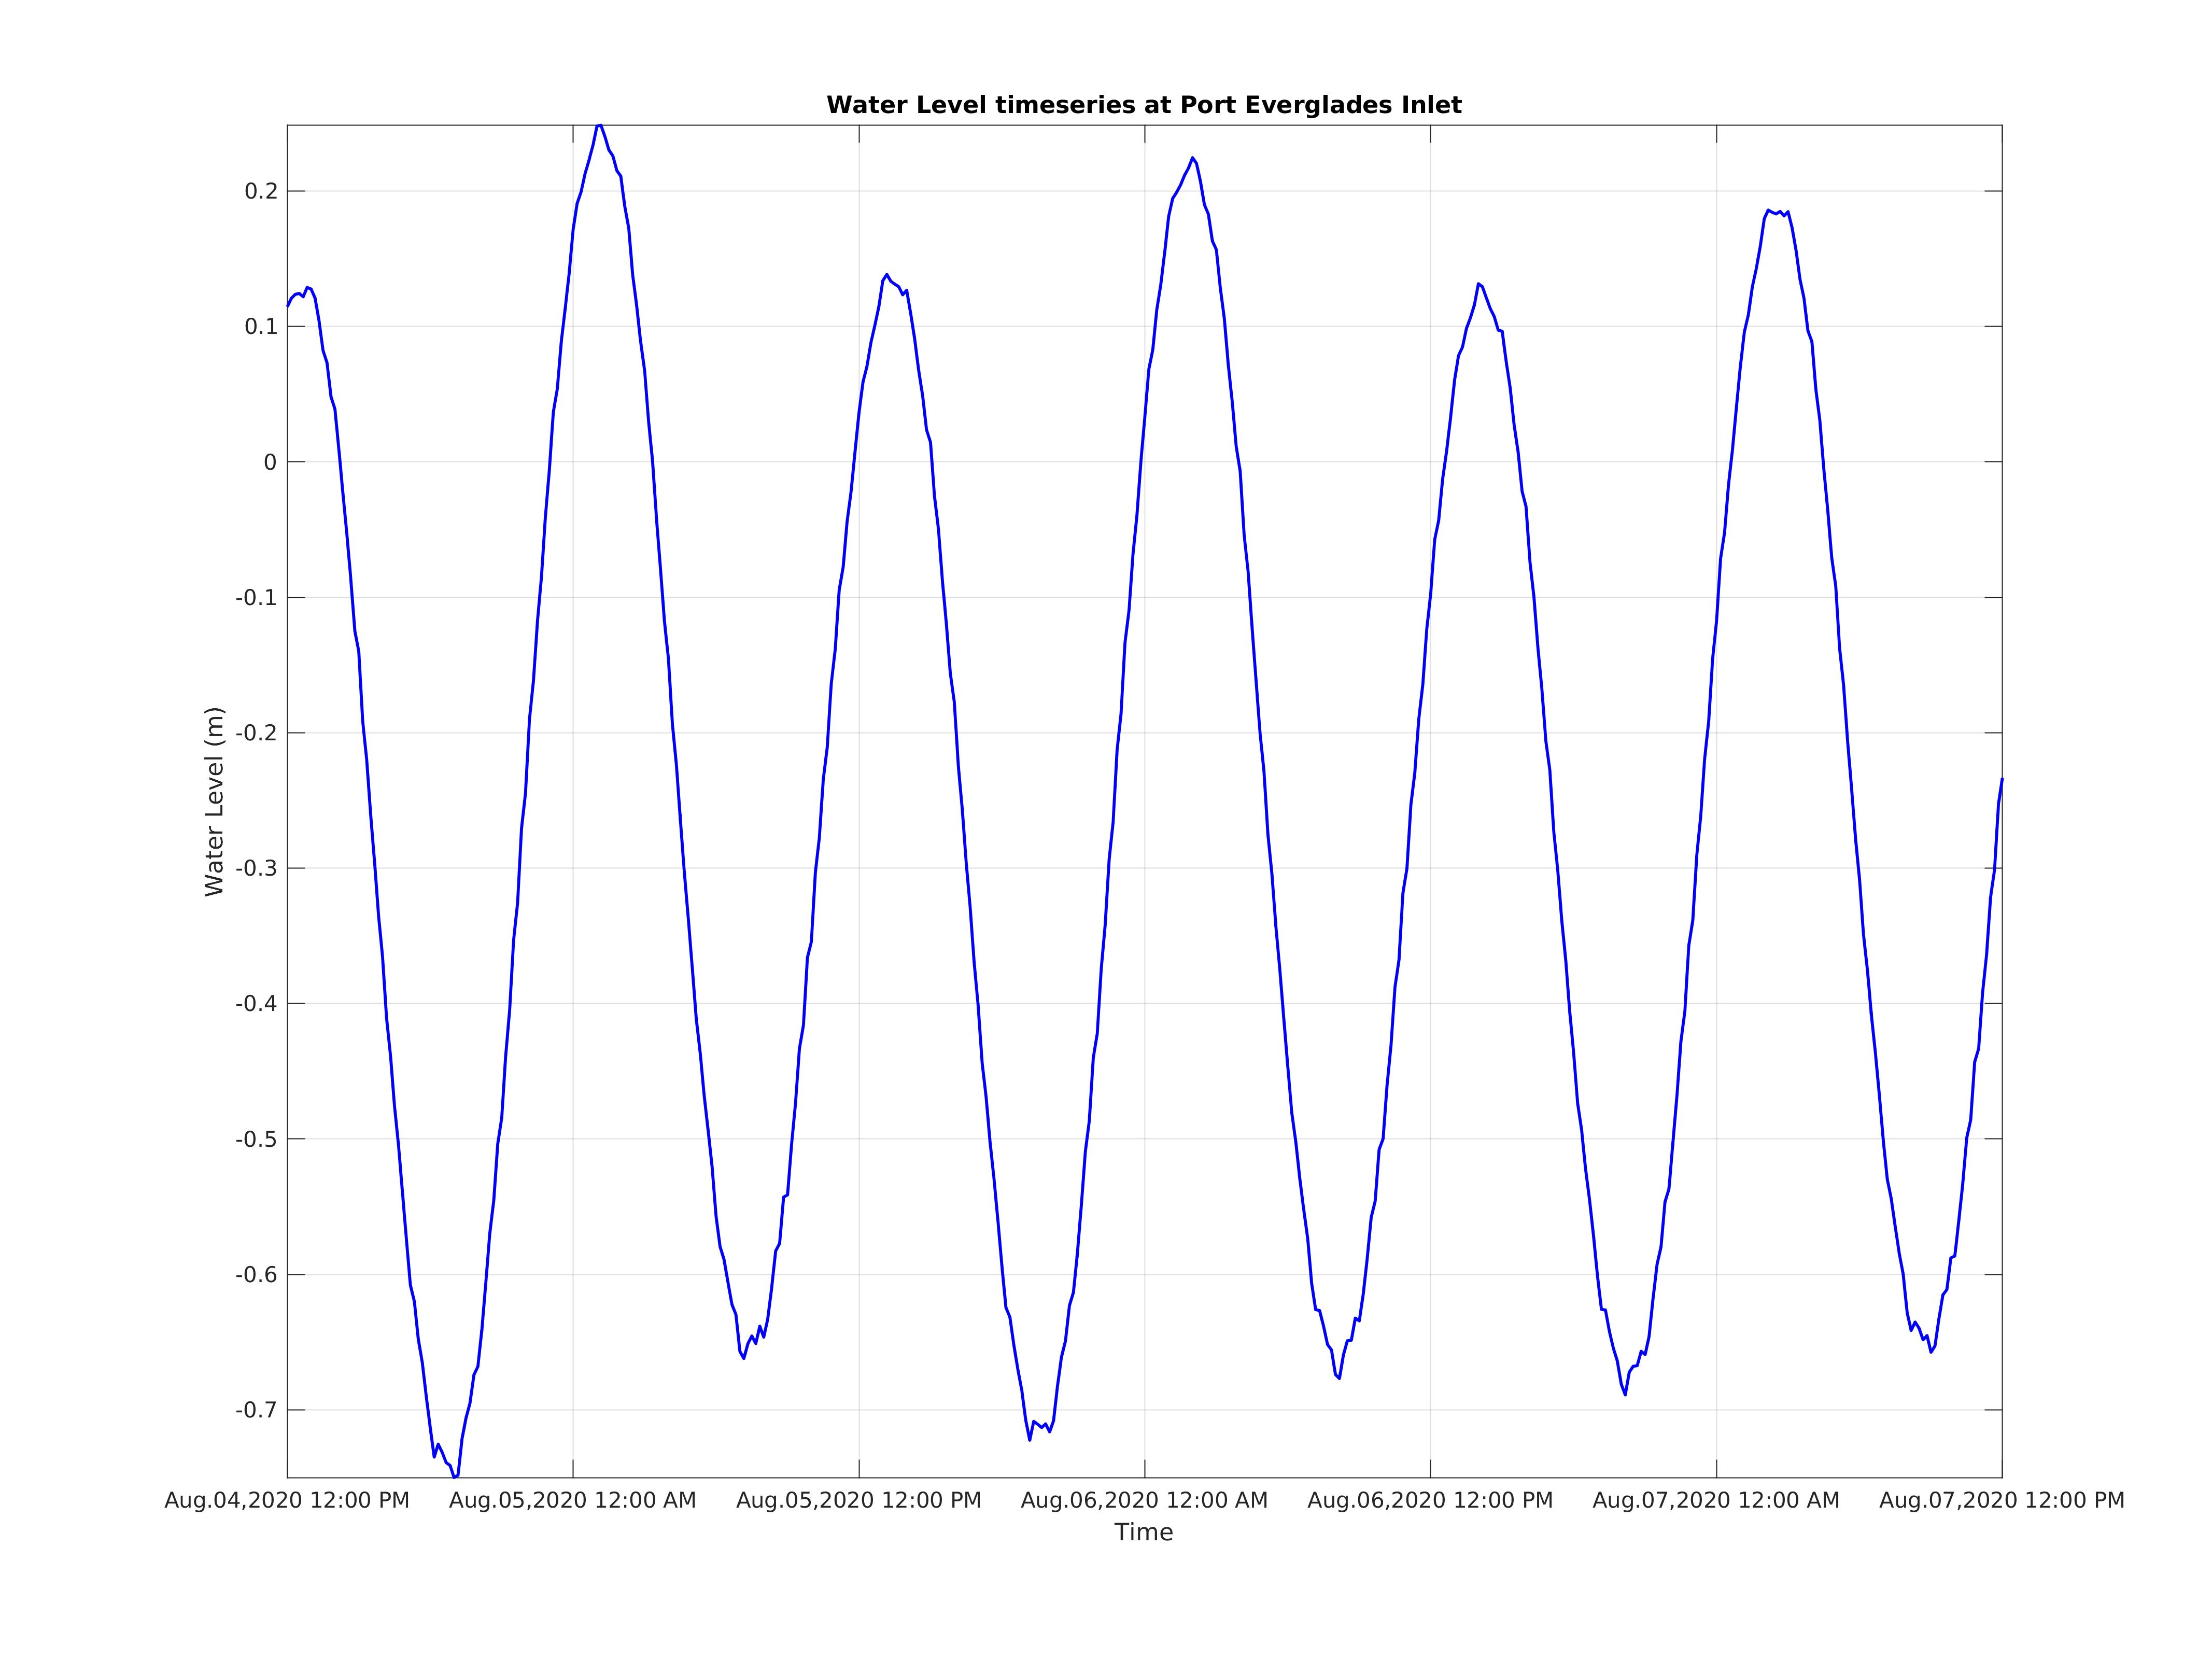 Water Level timeseries at Port Everglades Inlet
0.2
0.1
0
-0.1
-0.2
-0.3
-0.4
-0.5
-0.6
-0.7
Water Level (m)
Aug.04,2020 12:00 PM
Aug.05,2020 12:00 AM
Aug.05,2020 12:00 PM
Aug.06,2020 12:00 AM
Aug.06,2020 12:00 PM
Aug.07,2020 12:00 AM
Aug.07,2020 12:00 PM
Time